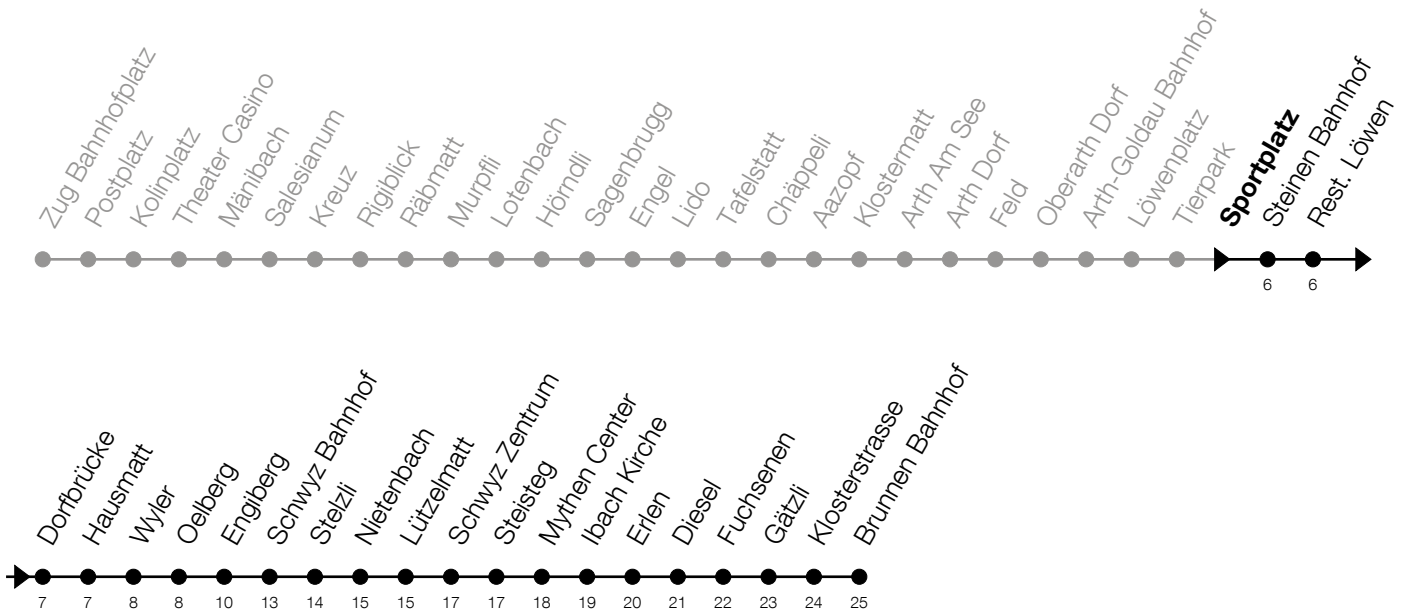 Zug Bahnhofplatz
Postplatz
Kolinplatz
Theater Casino
Mänibach
Salesianum
Kreuz
Rigiblick
Räbmatt
Murpfli
Lotenbach
Hörndli
Sagenbrugg
Engel
Lido
Tafelstatt
Chäppeli
Aazopf
Klostermatt
Arth Am See
Arth Dorf
Feld
Oberarth Dorf
Arth-Goldau Bahnhof
Löwenplatz
Tierpark
Sportplatz
Steinen Bahnhof
Rest. Löwen
6 6
Dorfbrücke
Hausmatt
Wyler
Oelberg
Engiberg
Schwyz Bahnhof
Stelzli
Nietenbach
Lützelmatt
Schwyz Zentrum
Steisteg
Mythen Center
Ibach Kirche
Erlen
Diesel
Fuchsenen
Gätzli
Klosterstrasse
Brunnen Bahnhof
7 7 8 8 10 13 14 15 15 17 17 18 19 20 21 22 23 24 25